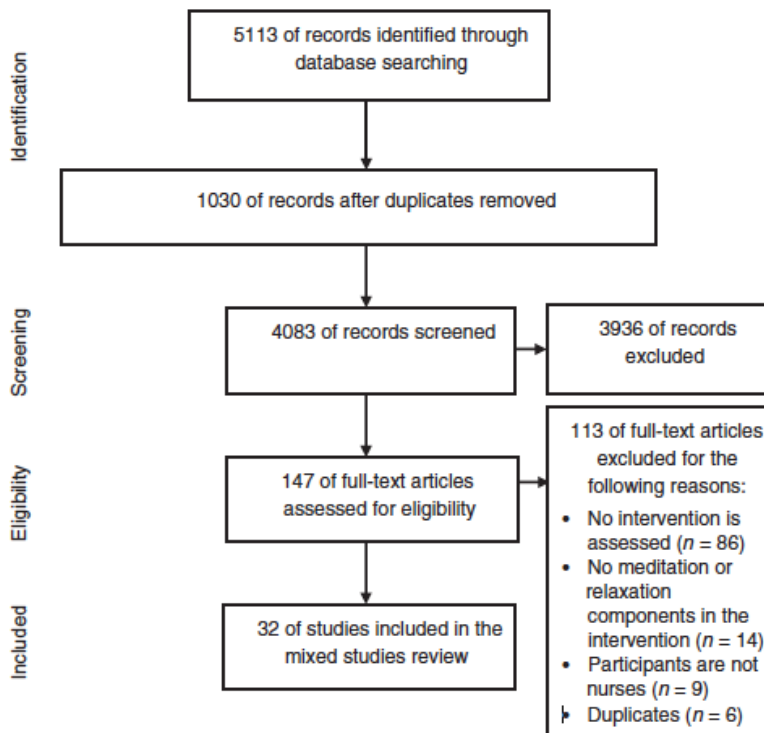 Identification
5113 of records identified through
database searching
1030 of records after duplicates removed
Screening
4083 of records screened
3936 of records
excluded
Eligibility
147 of full-text articles
assessed for eligibility
113 of full-text articles
excluded for the
following reasons:
• No intervention is
assessed (n = 86)
• No meditation or
relaxation
components in the
intervention (n = 14)
• Participants are not
nurses (n = 9)
• Duplicates (n = 6)
Included
32 of studies included in the
mixed studies review